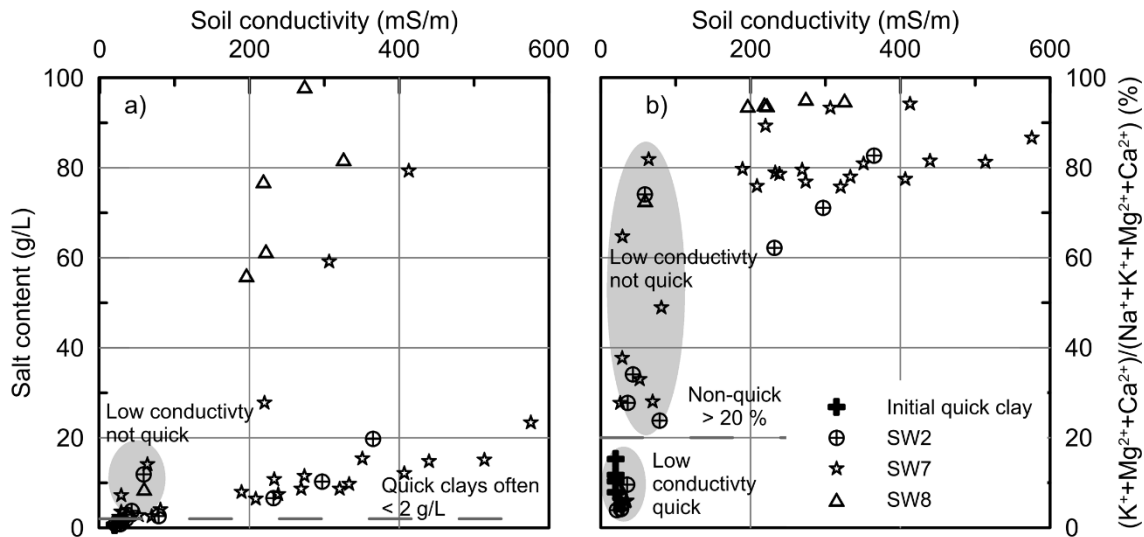 Soil conductivity (mS/m)
0 200 400 600
Soil conductivity (mS/m)
0 200 400 600
a)
b)
100
80
60
40
20
0
Salt content (g/L)
Low conductivty
not quick
Quick clays often
< 2 g/L
Low conductivty
not quick
Non-quick
> 20 %
Low
conductivty
quick
Initial quick clay
SW2
SW7
SW8
100
80
60
40
20
0
(K⁺+Mg²⁺+Ca²⁺)/(Na⁺+K⁺+Mg²⁺+Ca²⁺) (%)